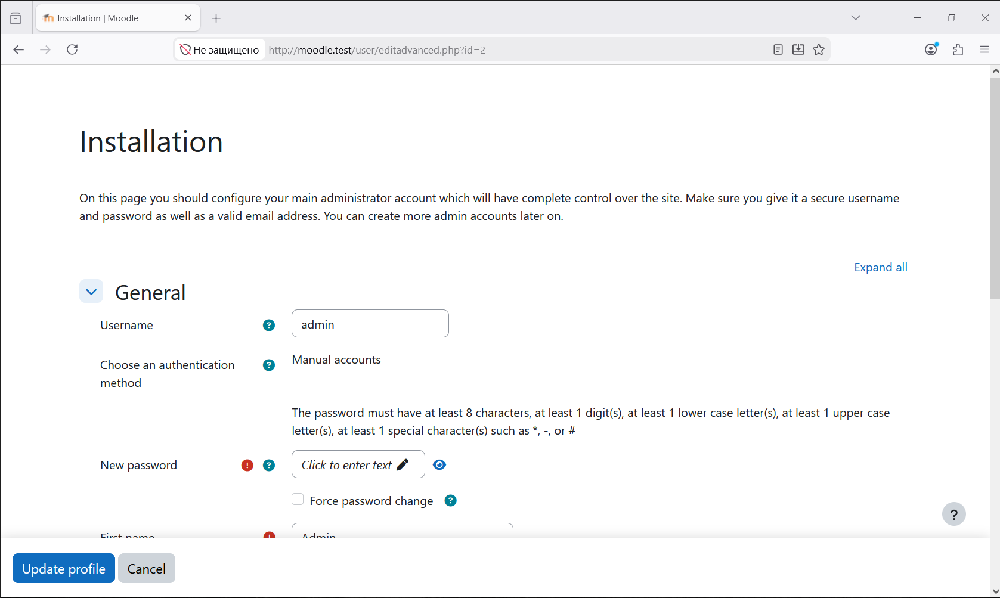 Installation | Moodle
Не защищено http://moodle.test/user/editadvanced.php?id=2
Installation
On this page you should configure your main administrator account which will have complete control over the site. Make sure you give it a secure username
and password as well as a valid email address. You can create more admin accounts later on.
Expand all
General
Username ? admin
Choose an authentication ? Manual accounts
method
The password must have at least 8 characters, at least 1 digit(s), at least 1 lower case letter(s), at least 1 upper case
letter(s), at least 1 special character(s) such as *, -, or #
New password ! ? Click to enter text
Force password change ?
?
First name ! Admin
Update profile Cancel